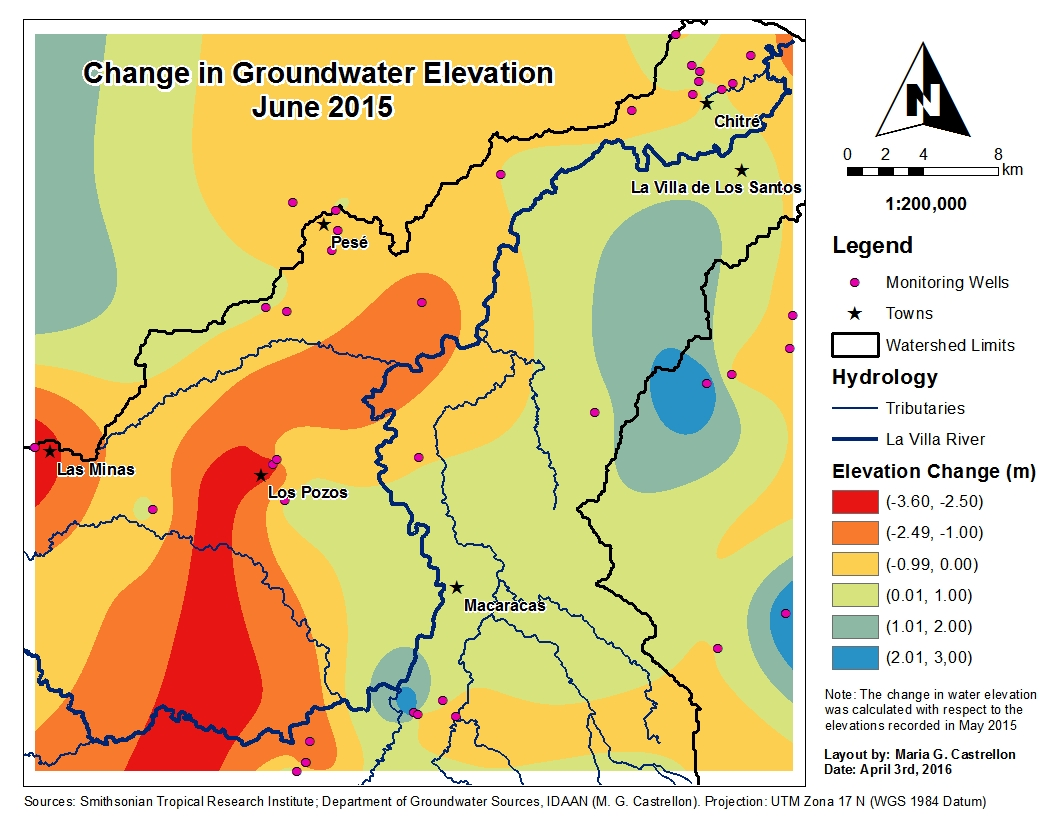 Change in Groundwater Elevation
June 2015
Chitré
La Villa de Los Santos
Pesé
Las Minas
Los Pozos
Macaracas
N
0 2 4 8
km
1:200,000
Legend
Monitoring Wells
Towns
Watershed Limits
Hydrology
Tributaries
La Villa River
Elevation Change (m)
(-3.60, -2.50)
(-2.49, -1.00)
(-0.99, 0.00)
(0.01, 1.00)
(1.01, 2.00)
(2.01, 3,00)
Note: The change in water elevation
was calculated with respect to the
elevations recorded in May 2015
Layout by: Maria G. Castrellon
Date: April 3rd, 2016
Sources: Smithsonian Tropical Research Institute; Department of Groundwater Sources, IDAAN (M. G. Castrellon). Projection: UTM Zona 17 N (WGS 1984 Datum)